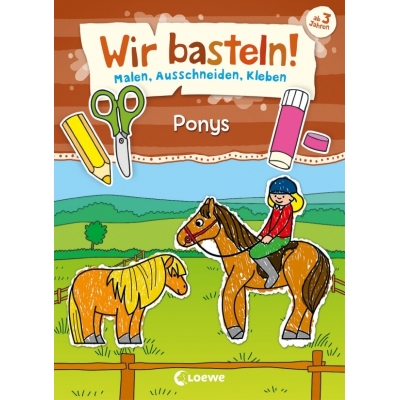 ab 3
Jahren
Wir basteln!
Malen, Ausschneiden, Kleben
Ponys
Loewe